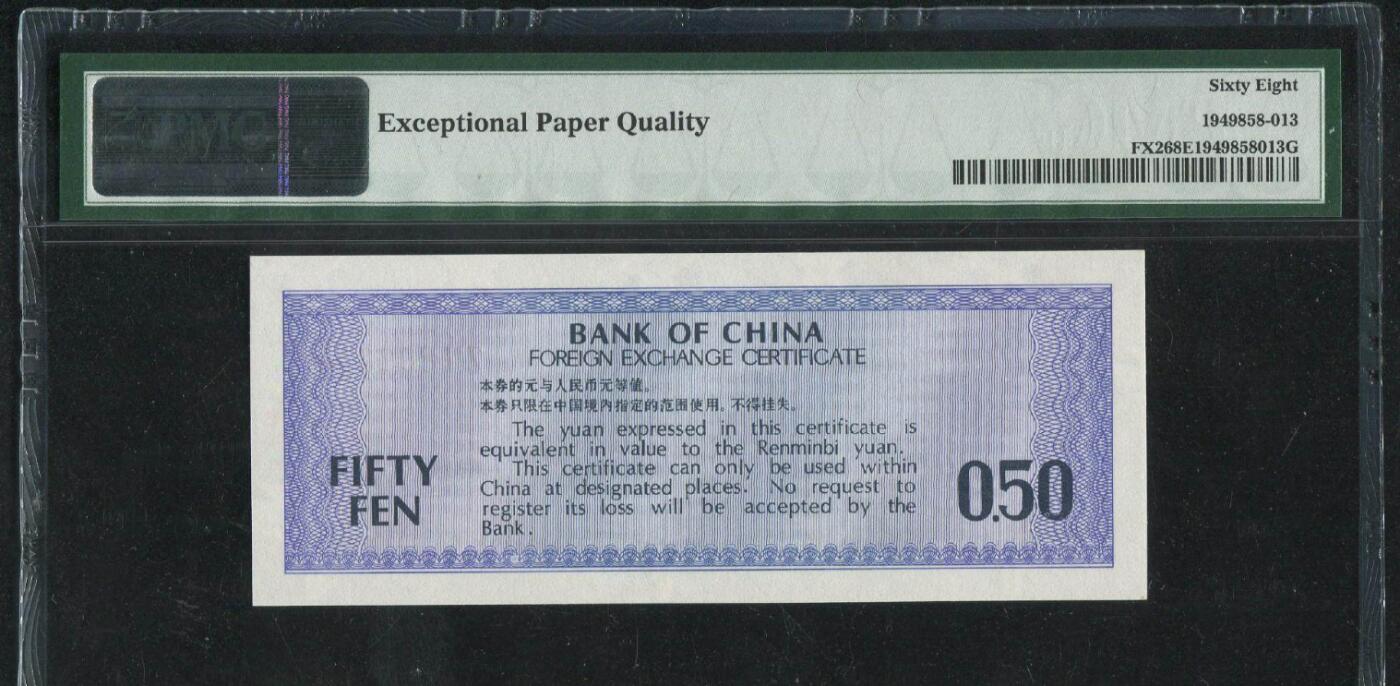 PMG
Exceptional Paper Quality
Sixty Eight
1949858-013
FX268E1949858013G
BANK OF CHINA
FOREIGN EXCHANGE CERTIFICATE
本券的元与人民币元等值。
本券只限在中国境内指定的范围使用。不得挂失。
The yuan expressed in this certificate is
equivalent in value to the Renminbi yuan.
This certificate can only be used within
China at designated places. No request to
register its loss will be accepted by the
Bank.
FIFTY
FEN
0.50